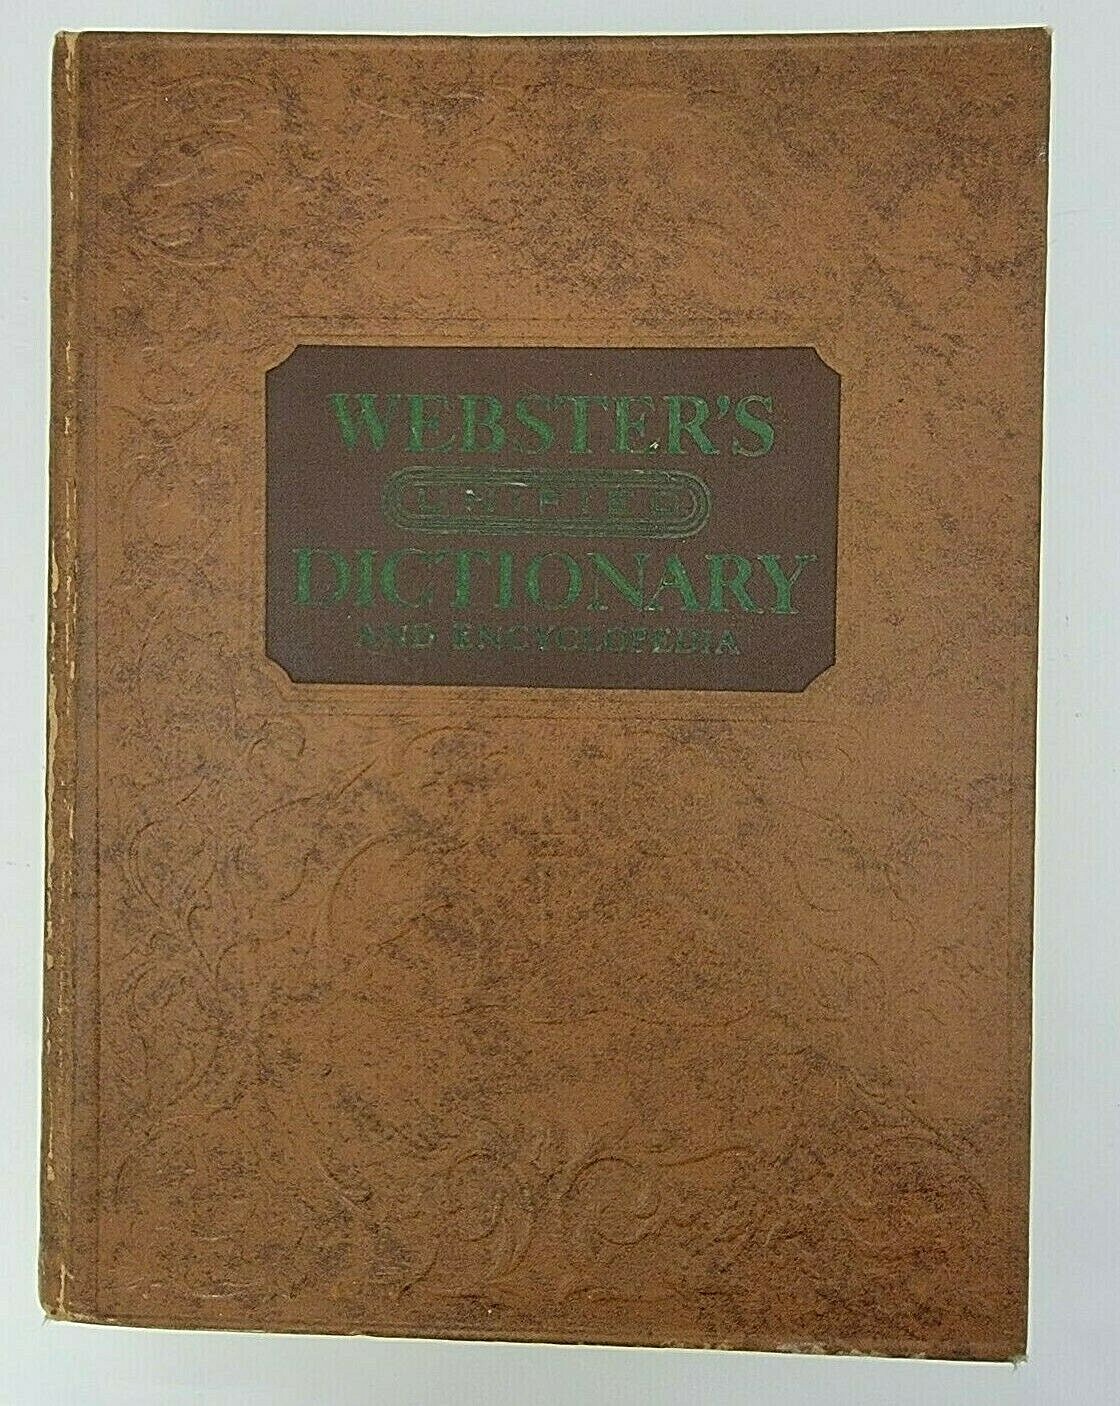 WEBSTER'S
UNIFIED
DICTIONARY
AND ENCYCLOPEDIA